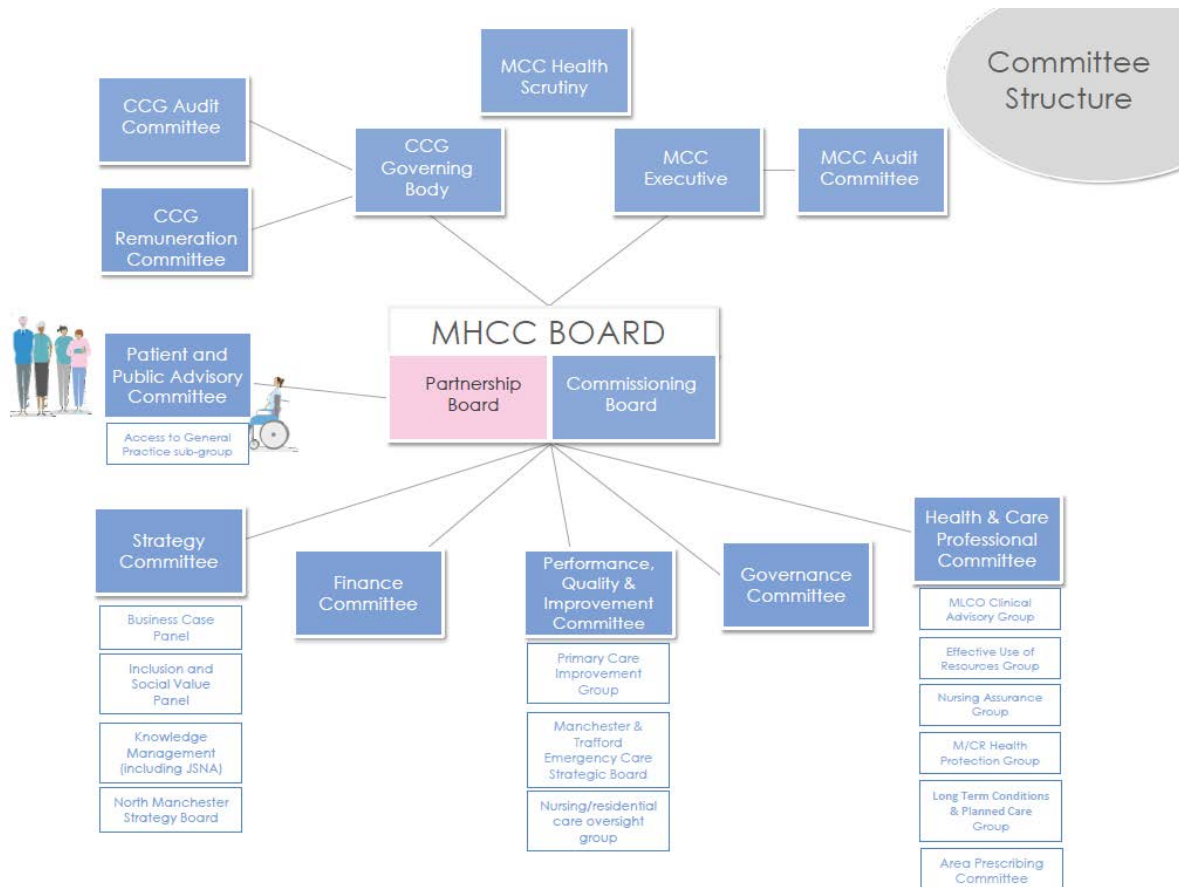 Committee
Structure
MCC Health
Scrutiny
CCG Audit
Committee
CCG
Governing
Body
MCC
Executive
MCC Audit
Committee
CCG
Remuneration
Committee
MHCC BOARD
Partnership
Board
Commissioning
Board
Patient and
Public Advisory
Committee
Access to General
Practice sub-group
Strategy
Committee
Business Case
Panel
Inclusion and
Social Value
Panel
Knowledge
Management
(including JSNA)
North Manchester
Strategy Board
Finance
Committee
Performance,
Quality &
Improvement
Committee
Primary Care
Improvement
Group
Manchester &
Trafford
Emergency Care
Strategic Board
Nursing/residential
care oversight
group
Governance
Committee
Health & Care
Professional
Committee
MLCO Clinical
Advisory Group
Effective Use of
Resources Group
Nursing Assurance
Group
M/CR Health
Protection Group
Long Term Conditions
& Planned Care
Group
Area Prescribing
Committee